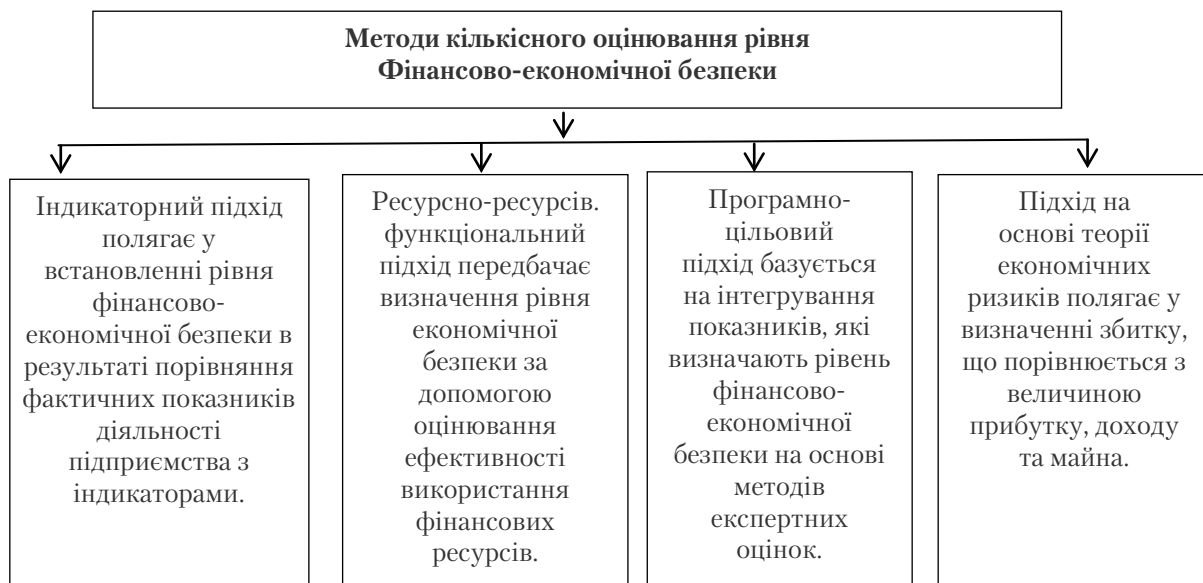 Методи кількісного оцінювання рівня
Фінансово-економічної безпеки
Індикаторний підхід
полягає у
встановленні рівня
фінансово-
економічної безпеки в
результаті порівняння
фактичних показників
діяльності
підприємства з
індикаторами.
Ресурсно-ресурсів.
функціональний
підхід передбачає
визначення рівня
економічної
безпеки за
допомогою
оцінювання
ефективності
використання
фінансових
ресурсів.
Програмно-
цільовий
підхід базується
на інтегрування
показників, які
визначають рівень
фінансово-
економічної
безпеки на основі
методів
експертних
оцінок.
Підхід на
основі теорії
економічних
ризиків полягає у
визначенні збитку,
що порівнюється з
величиною
прибутку, доходу
та майна.